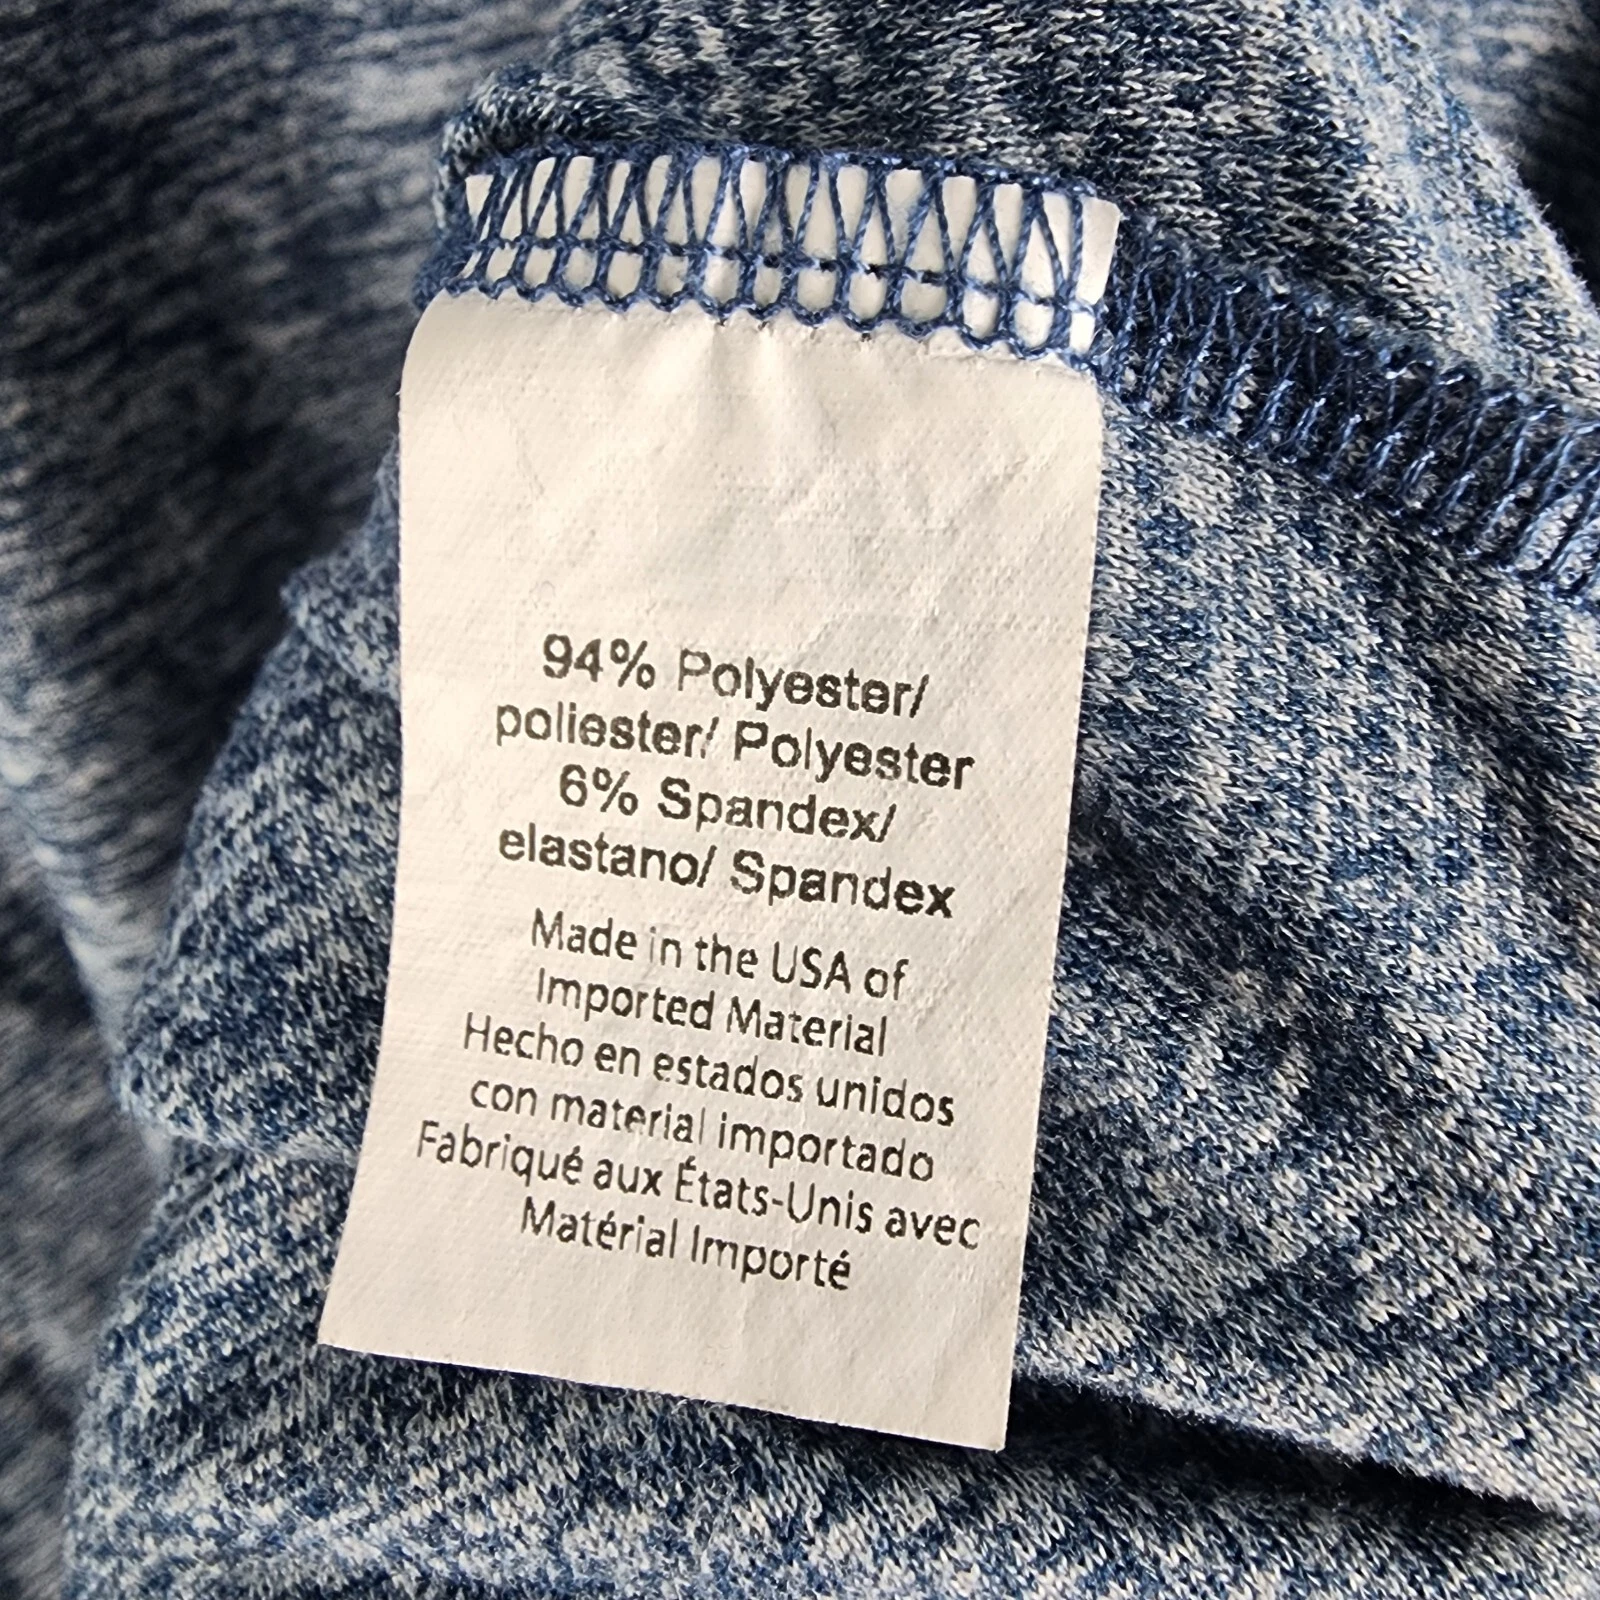 94% Polyester/
poliester/ Polyester
6% Spandex/
elastano/ Spandex
Made in the USA of
Imported Material
Hecho en estados unidos
con material importado
Fabriqué aux États-Unis avec
Matérial Importé